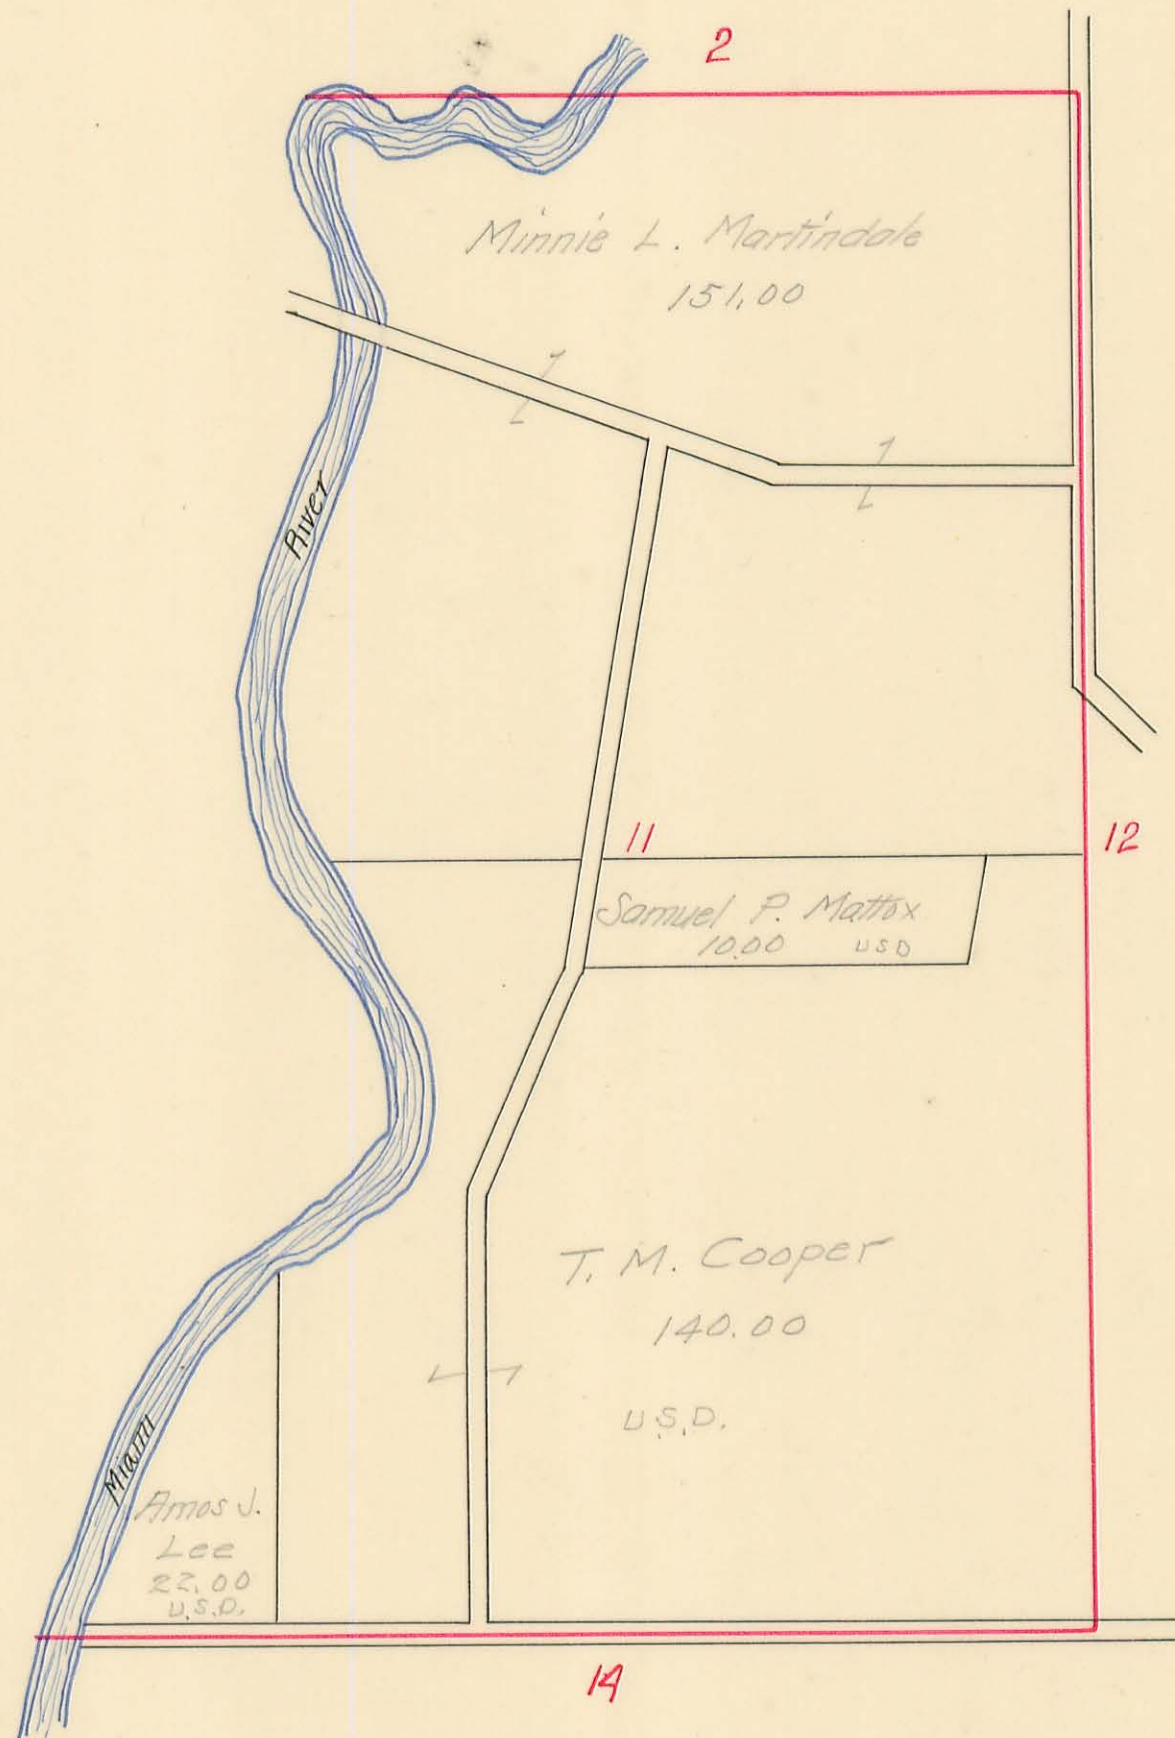 2
Minnie L. Martindale
151.00
River
11
12
Samuel P. Mattox
10.00 USD
T. M. Cooper
140.00
U.S.D.
Miami
Amos J.
Lee
22.00
U.S.D.
14